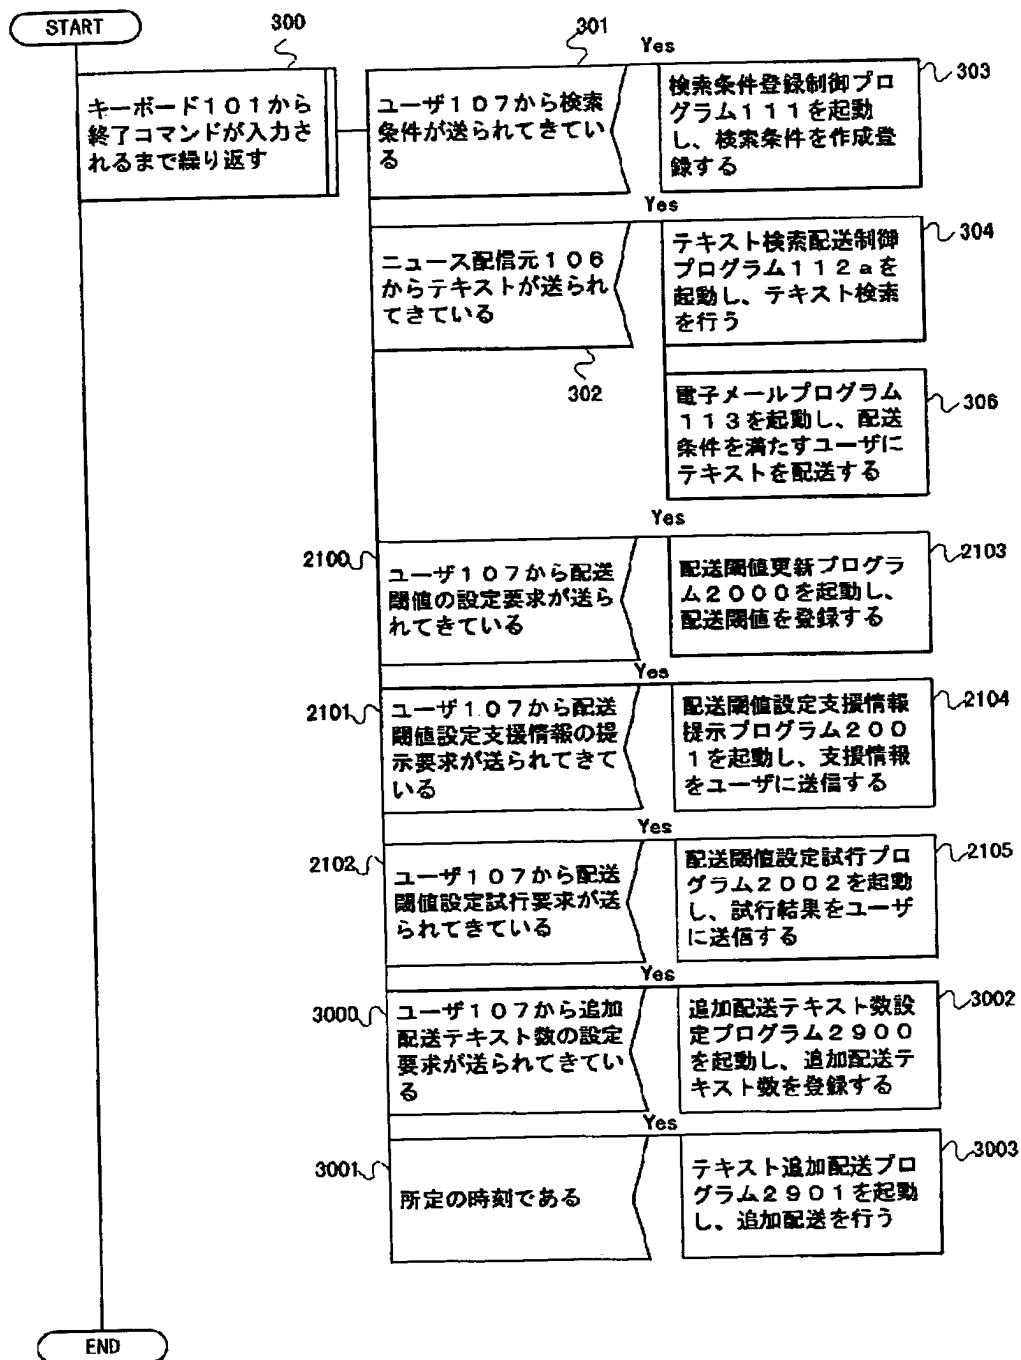 START
300
キーボード101から
終了コマンドが入力さ
れるまで繰り返す
301
ユーザ107から検索
条件が送られてきてい
る
Yes
検索条件登録制御プロ
グラム111を起動
し、検索条件を作成登
録する
303
ニュース配信元106
からテキストが送られ
てきている
302
Yes
テキスト検索配送制御
プログラム112aを
起動し、テキスト検索
を行う
304
電子メールプログラム
113を起動し、配送
条件を満たすユーザに
テキストを配送する
306
2100
ユーザ107から配送
閾値の設定要求が送ら
れてきている
Yes
配送閾値更新プログラ
ム2000を起動し、
配送閾値を登録する
2103
2101
ユーザ107から配送
閾値設定支援情報の提
示要求が送られてきて
いる
Yes
配送閾値設定支援情報
提示プログラム200
1を起動し、支援情報
をユーザに送信する
2104
2102
ユーザ107から配送
閾値設定試行要求が送
られてきている
Yes
配送閾値設定試行プロ
グラム2002を起動
し、試行結果をユーザ
に送信する
2105
3000
ユーザ107から追加
配送テキスト数の設定
要求が送られてきてい
る
Yes
追加配送テキスト数設
定プログラム2900
を起動し、追加配送テ
キスト数を登録する
3002
3001
所定の時刻である
Yes
テキスト追加配送プロ
グラム2901を起動
し、追加配送を行う
3003
END